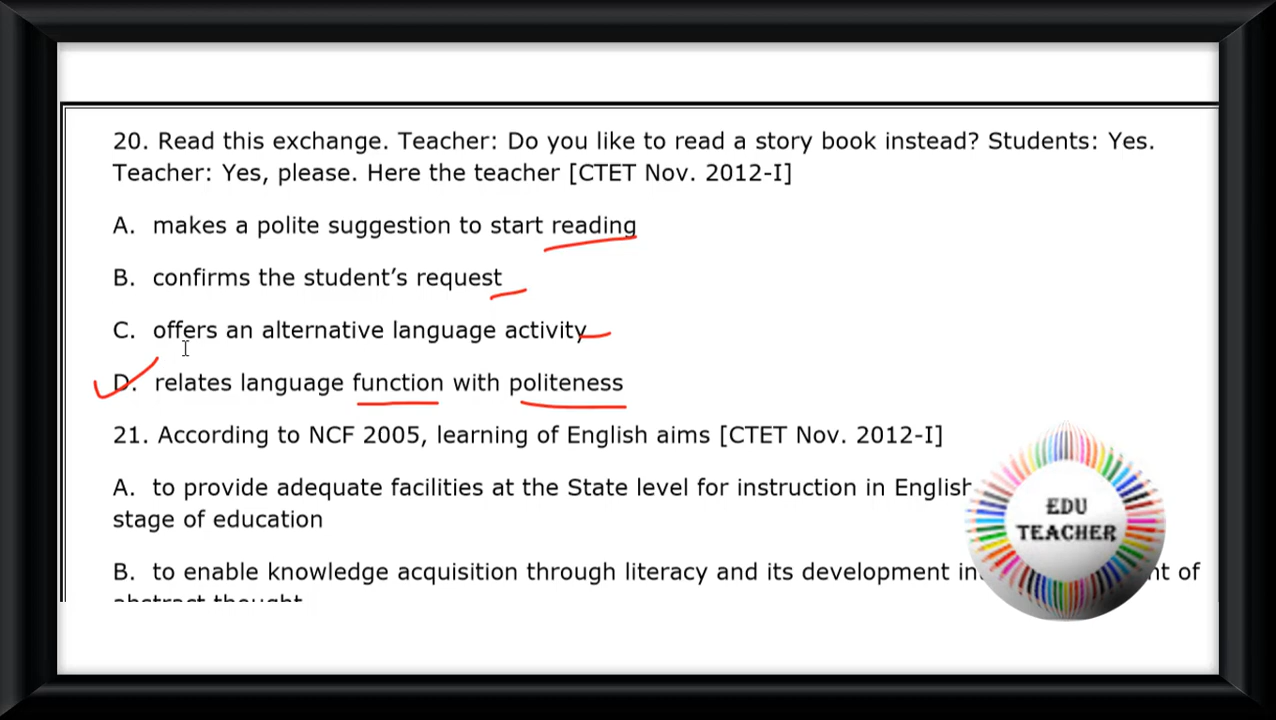 20. Read this exchange. Teacher: Do you like to read a story book instead? Students: Yes.
Teacher: Yes, please. Here the teacher [CTET Nov. 2012-I]
A. makes a polite suggestion to start reading
B. confirms the student’s request
C. offers an alternative language activity
D. relates language function with politeness
21. According to NCF 2005, learning of English aims [CTET Nov. 2012-I]
A. to provide adequate facilities at the State level for instruction in English
stage of education
B. to enable knowledge acquisition through literacy and its development in of
abstract thought
EDU
TEACHER